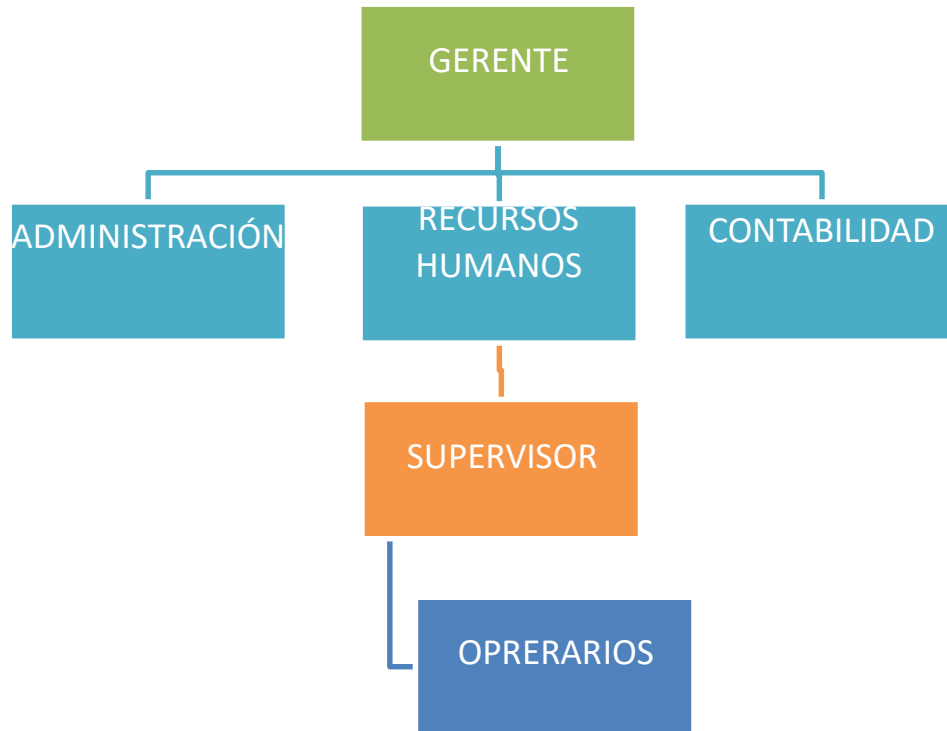 GERENTE
ADMINISTRACIÓN
RECURSOS
HUMANOS
CONTABILIDAD
SUPERVISOR
OPRERARIOS